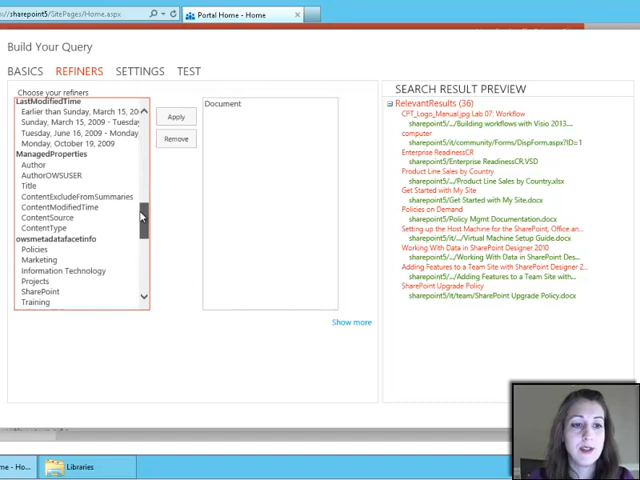 s://sharepoint5/SitePages/Home.aspx
Portal Home - Home
Build Your Query
BASICS REFINERS SETTINGS TEST
Choose your refiners
LastModifiedTime
Earlier than Sunday, March 15, 20
Sunday, March 15, 2009 - Tuesday
Tuesday, June 16, 2009 - Monday
Monday, October 19, 2009
ManagedProperties
Author
AuthorOWSUSER
Title
ContentExcludeFromSummaries
ContentModifiedTime
ContentSource
ContentType
owsmetadatafacetinfo
Policies
Marketing
Information Technology
Projects
SharePoint
Training
Apply
Remove
Document
Show more
SEARCH RESULT PREVIEW
RelevantResults (36)
CPT_Logo_Manual.jpg Lab 07: Workflow
sharepoint5/.../Building workflows with Visio 2013....
computer
sharepoint5/it/community/Forms/DispForm.aspx?ID=1
Enterprise ReadinessCR
sharepoint5/Enterprise ReadinessCR.VSD
Product Line Sales by Country
sharepoint5/.../Product Line Sales by Country.xlsx
Get Started with My Site
sharepoint5/Get Started with My Site.docx
Policies on Demand
sharepoint5/Policy Mgmt Documentation.docx
Setting up the Host Machine for the SharePoint, Office an...
sharepoint5/it/.../Virtual Machine Setup Guide.docx
Working With Data in SharePoint Designer 2010
sharepoint5/.../Working With Data in SharePoint Des...
Adding Features to a Team Site with SharePoint Designer 2...
sharepoint5/.../Adding Features to a Team Site with...
SharePoint Upgrade Policy
sharepoint5/it/team/SharePoint Upgrade Policy.docx
me - Ho...
Libraries